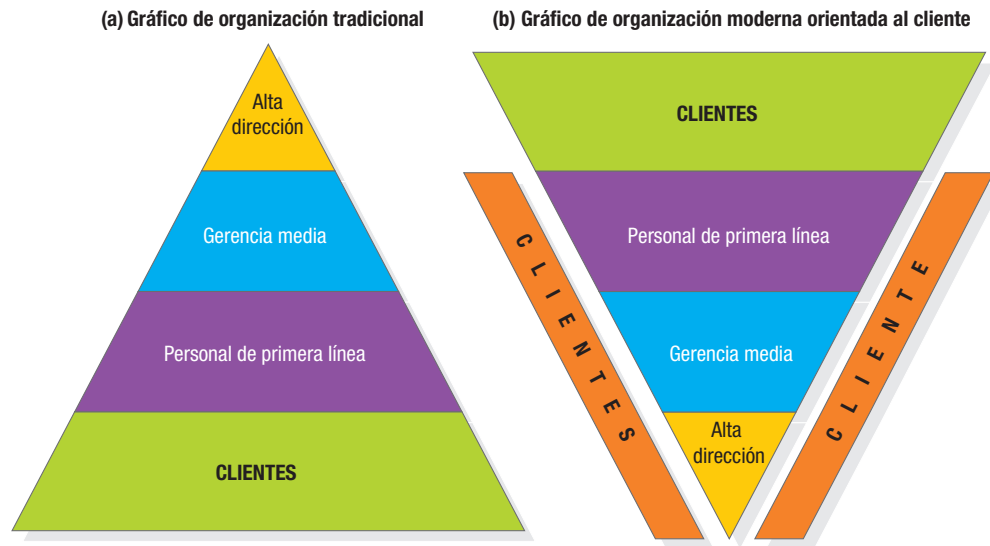 (a) Gráfico de organización tradicional
Alta
dirección
Gerencia media
Personal de primera línea
CLIENTES
(b) Gráfico de organización moderna orientada al cliente
CLIENTES
Personal de primera línea
Gerencia media
Alta
dirección
CLIENTES
CLIENTE